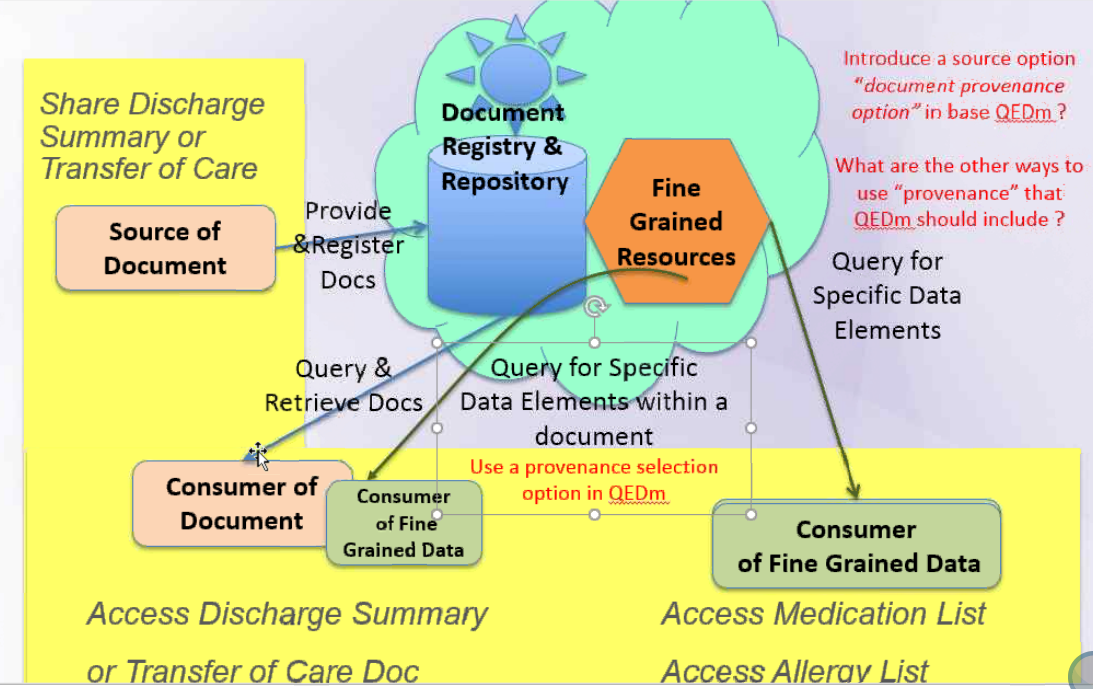 Share Discharge
Summary or
Transfer of Care
Source of
Document
Provide
&Register
Docs
Document
Registry &
Repository
Fine
Grained
Resources
Introduce a source option
“document provenance
option” in base QEDm ?
What are the other ways to
use “provenance” that
QEDm should include ?
Query for
Specific Data
Elements
Query &
Retrieve Docs
Query for Specific
Data Elements within a
document
Use a provenance selection
option in QEDm
Consumer of
Document
Consumer
of Fine
Grained Data
Consumer
of Fine Grained Data
Access Discharge Summary
or Transfer of Care Doc
Access Medication List
Access Allergy List